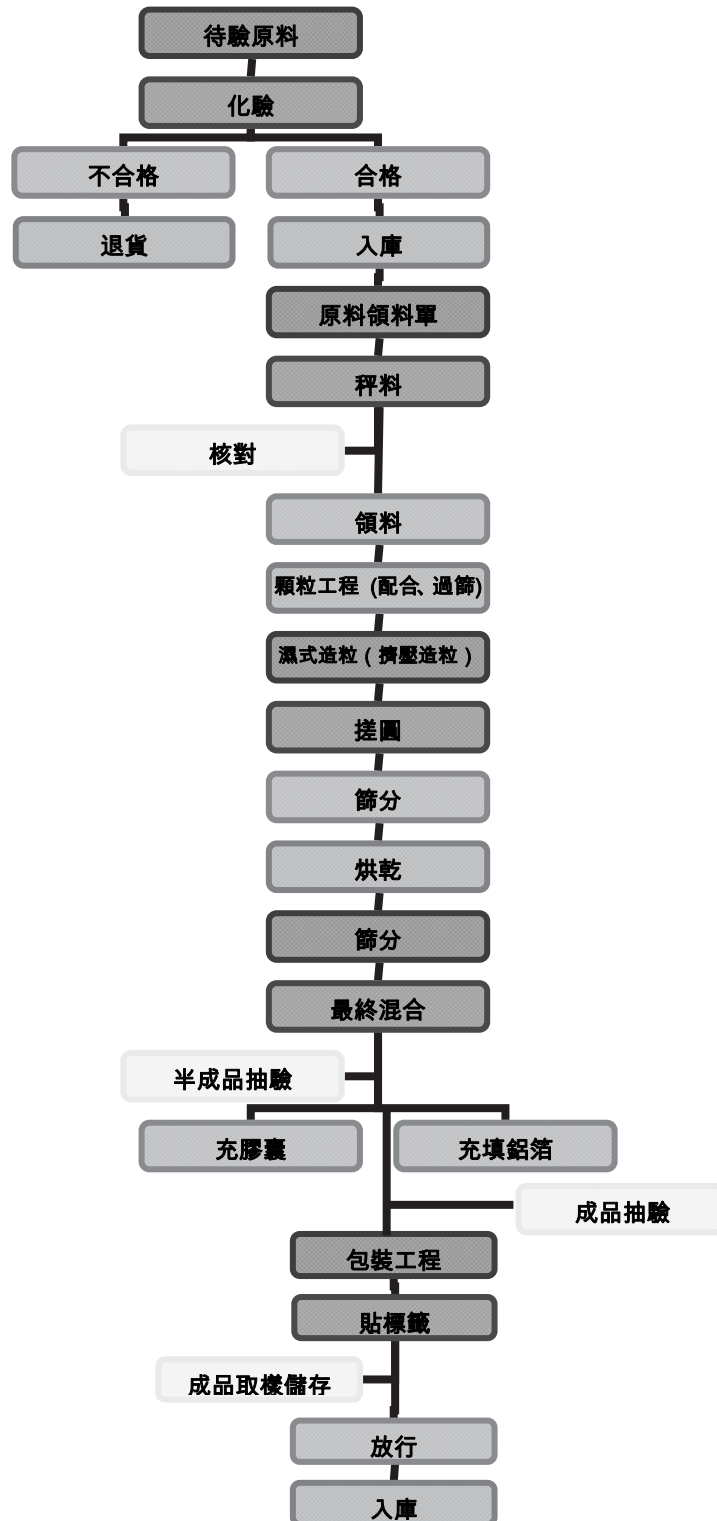 待驗原料
化驗
不合格
合格
退貨
入庫
原料領料單
秤料
核對
領料
顆粒工程 (配合、過篩)
濕式造粒 ( 擠壓造粒 )
搓圓
篩分
烘乾
篩分
最終混合
半成品抽驗
充膠囊
充填鋁箔
成品抽驗
包裝工程
貼標籤
成品取樣儲存
放行
入庫